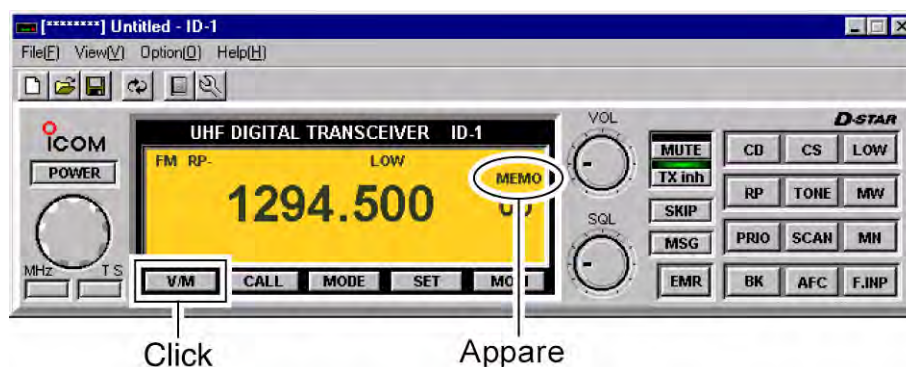 [********] Untitled - ID-1
File(F) View(V) Option(O) Help(H)
iCOM
POWER
MHz TS
UHF DIGITAL TRANSCEIVER ID-1
FM RP- LOW
MEMO
1294.500
V/M CALL MODE SET
VOL
SQL
MUTE
TX inh
SKIP
MSG
EMR
D-STAR
CD CS LOW
RP TONE MW
PRIO SCAN MN
BK AFC F.INP
Click
Appare